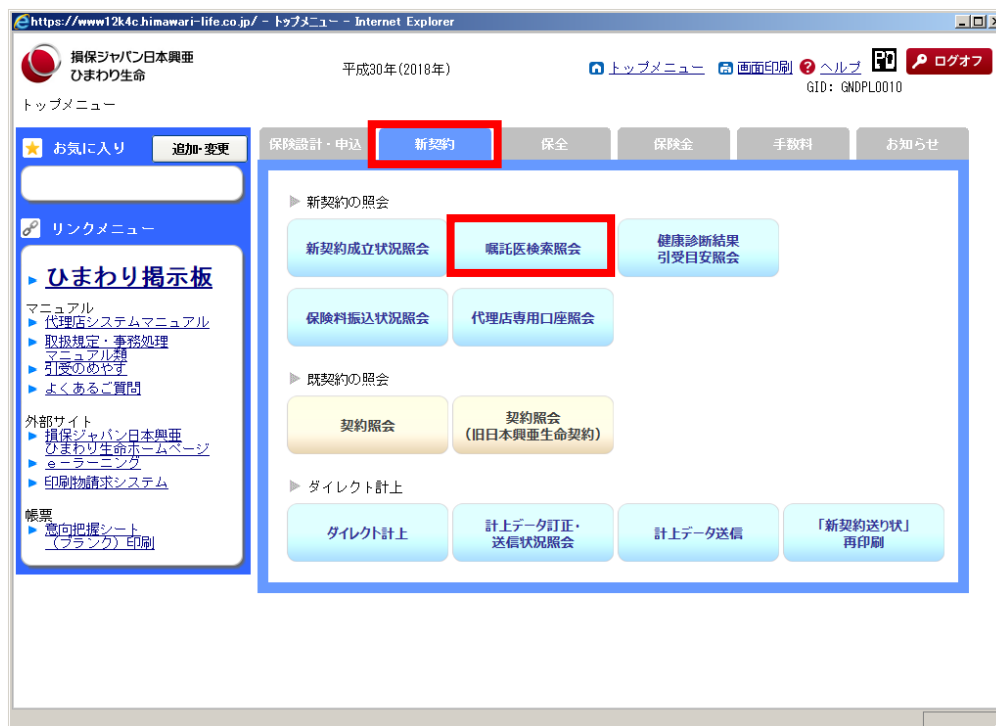 https://www12k4c.himawari-life.co.jp/ - トップメニュー - Internet Explorer
損保ジャパン日本興亜
ひまわり生命
平成30年(2018年)
トップメニュー
画面印刷
ヘルプ
ログオフ
GID: GNDPL0010
トップメニュー
お気に入り
追加・変更
保険設計・申込
新契約
保全
保険金
手数料
お知らせ
リンクメニュー
ひまわり掲示板
マニュアル
代理店システムマニュアル
取扱規定・事務処理
マニュアル類
引受のめやす
よくあるご質問
外部サイト
損保ジャパン日本興亜
ひまわり生命ホームページ
e-ラーニング
印刷物請求システム
帳票
意向把握シート
(ブランク)印刷
新契約の照会
新契約成立状況照会
嘱託医検索照会
健康診断結果
引受目安照会
保険料振込状況照会
代理店専用口座照会
既契約の照会
契約照会
契約照会
(旧日本興亜生命契約)
ダイレクト計上
ダイレクト計上
計上データ訂正・
送信状況照会
計上データ送信
「新契約送り状」
再印刷